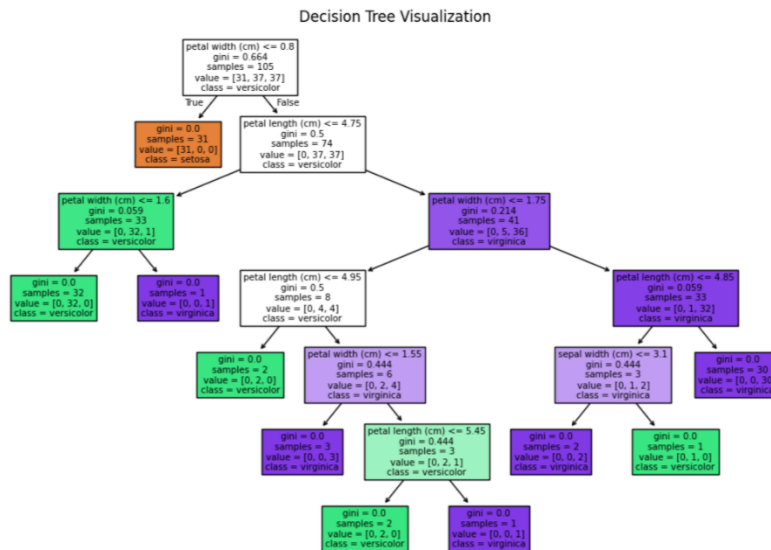 Decision Tree Visualization
petal width (cm) <= 0.8
gini = 0.664
samples = 105
value = [31, 37, 37]
class = versicolor
True
False
gini = 0.0
samples = 31
value = [31, 0, 0]
class = setosa
petal length (cm) <= 4.75
gini = 0.5
samples = 74
value = [0, 37, 37]
class = versicolor
petal width (cm) <= 1.6
gini = 0.059
samples = 33
value = [0, 32, 1]
class = versicolor
petal width (cm) <= 1.75
gini = 0.214
samples = 41
value = [0, 5, 36]
class = virginica
gini = 0.0
samples = 32
value = [0, 32, 0]
class = versicolor
gini = 0.0
samples = 1
value = [0, 0, 1]
class = virginica
petal length (cm) <= 4.95
gini = 0.5
samples = 8
value = [0, 4, 4]
class = versicolor
petal length (cm) <= 4.85
gini = 0.059
samples = 33
value = [0, 1, 32]
class = virginica
gini = 0.0
samples = 2
value = [0, 2, 0]
class = versicolor
petal width (cm) <= 1.55
gini = 0.444
samples = 6
value = [0, 2, 4]
class = virginica
sepal width (cm) <= 3.1
gini = 0.444
samples = 3
value = [0, 1, 2]
class = virginica
gini = 0.0
samples = 30
value = [0, 0, 30]
class = virginica
gini = 0.0
samples = 3
value = [0, 0, 3]
class = virginica
petal length (cm) <= 5.45
gini = 0.444
samples = 3
value = [0, 2, 1]
class = versicolor
gini = 0.0
samples = 2
value = [0, 0, 2]
class = virginica
gini = 0.0
samples = 1
value = [0, 1, 0]
class = versicolor
gini = 0.0
samples = 2
value = [0, 2, 0]
class = versicolor
gini = 0.0
samples = 1
value = [0, 0, 1]
class = virginica